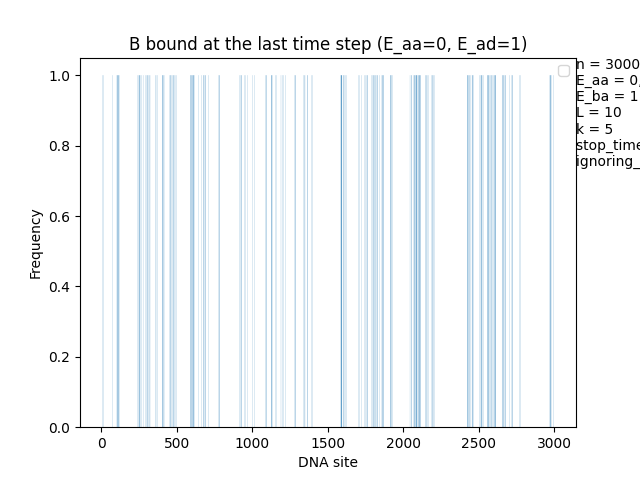 B bound at the last time step (E_aa=0, E_ad=1)
n = 3000
E_aa = 0,
E_ba = 1
L = 10
k = 5
stop_time
ignoring_
Frequency
1.0
0.8
0.6
0.4
0.2
0.0
0 500 1000 1500 2000 2500 3000
DNA site